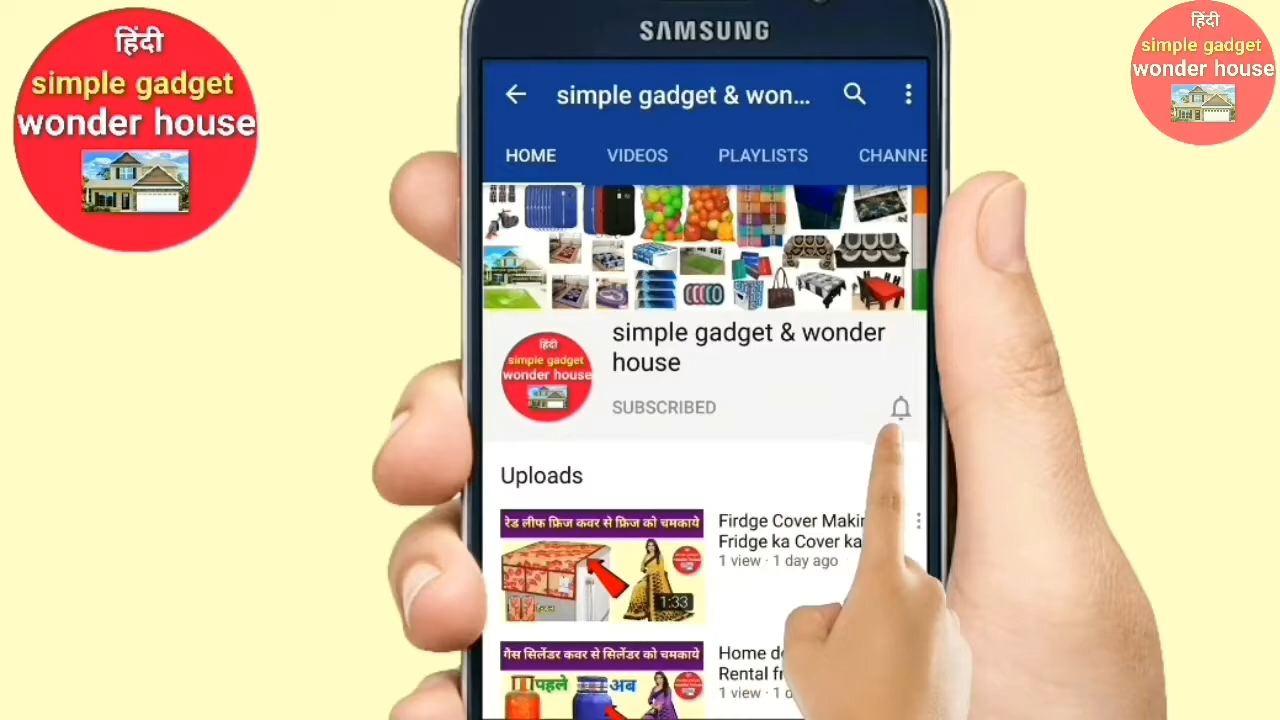 हिंदी
simple gadget
wonder house
हिंदी
simple gadget
wonder house
SAMSUNG
simple gadget & won...
HOME VIDEOS PLAYLISTS CHANNE
simple gadget & wonder
house
SUBSCRIBED
हिंदी
simple gadget
wonder house
Uploads
रेड लीफ फ्रिज कवर से फ्रिज को चमकाये
1:33
Firdge Cover Makin
Fridge ka Cover ka
1 view · 1 day ago
गैस सिलेंडर कवर से सिलेंडर को चमकाये
पहले अब
Home de
Rental fr
1 view · 1 d